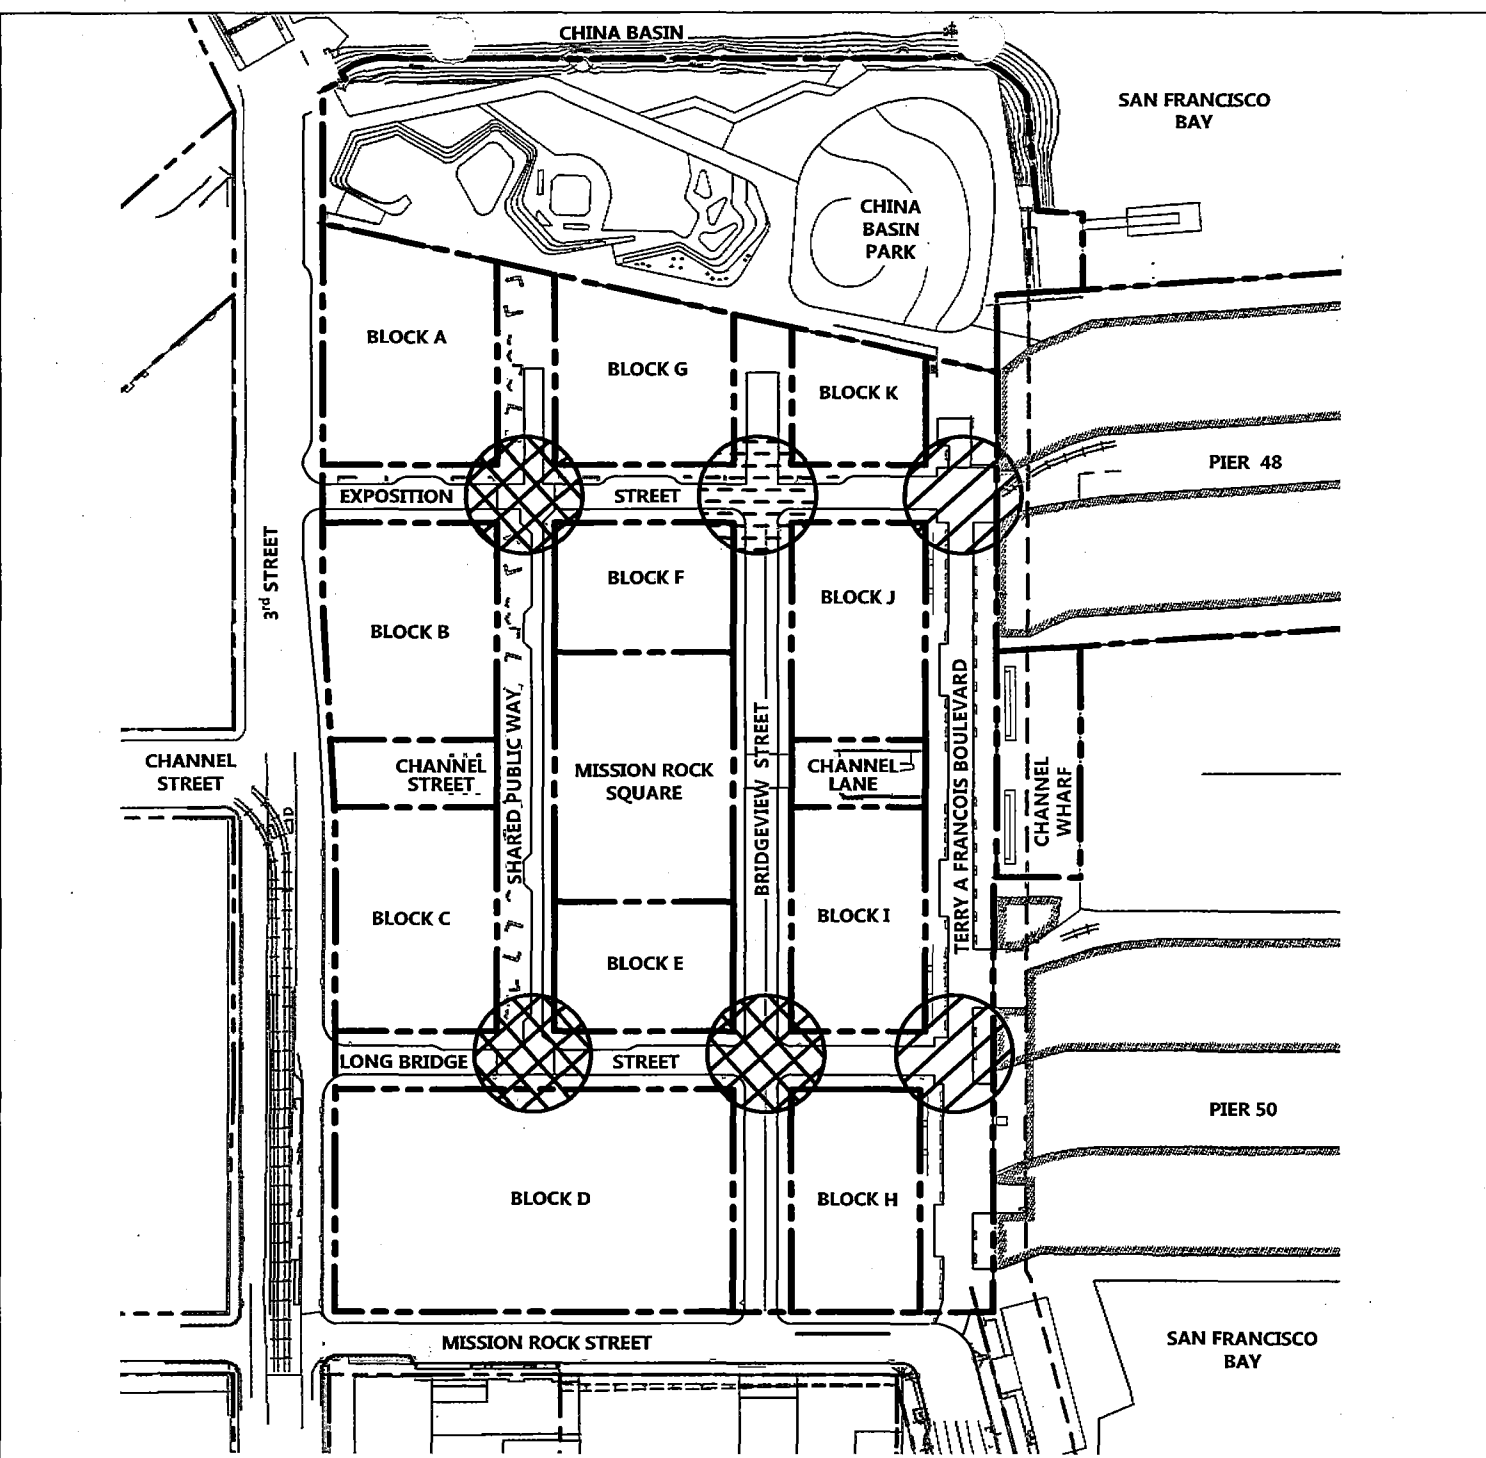 CHINA BASIN
SAN FRANCISCO
BAY
CHINA
BASIN
PARK
BLOCK A
BLOCK G
BLOCK K
PIER 48
EXPOSITION
STREET
3rd STREET
BLOCK F
BLOCK J
BLOCK B
CHANNEL
STREET
CHANNEL
STREET
SHARED PUBLIC WAY
MISSION ROCK
SQUARE
BRIDGEVIEW STREET
CHANNEL
LANE
TERRY A FRANCOIS BOULEVARD
CHANNEL
WHARF
BLOCK C
BLOCK I
BLOCK E
LONG BRIDGE
STREET
PIER 50
BLOCK D
BLOCK H
MISSION ROCK STREET
SAN FRANCISCO
BAY